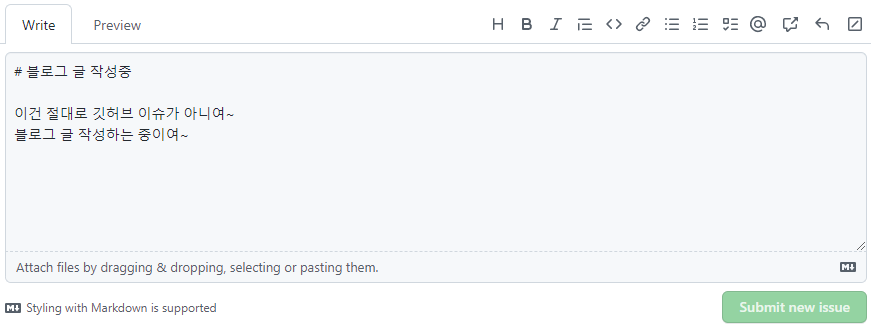 Write Preview
# 블로그 글 작성중
이건 절대로 깃허브 이슈가 아니여~
블로그 글 작성하는 중이여~
Attach files by dragging & dropping, selecting or pasting them.
Styling with Markdown is supported
Submit new issue